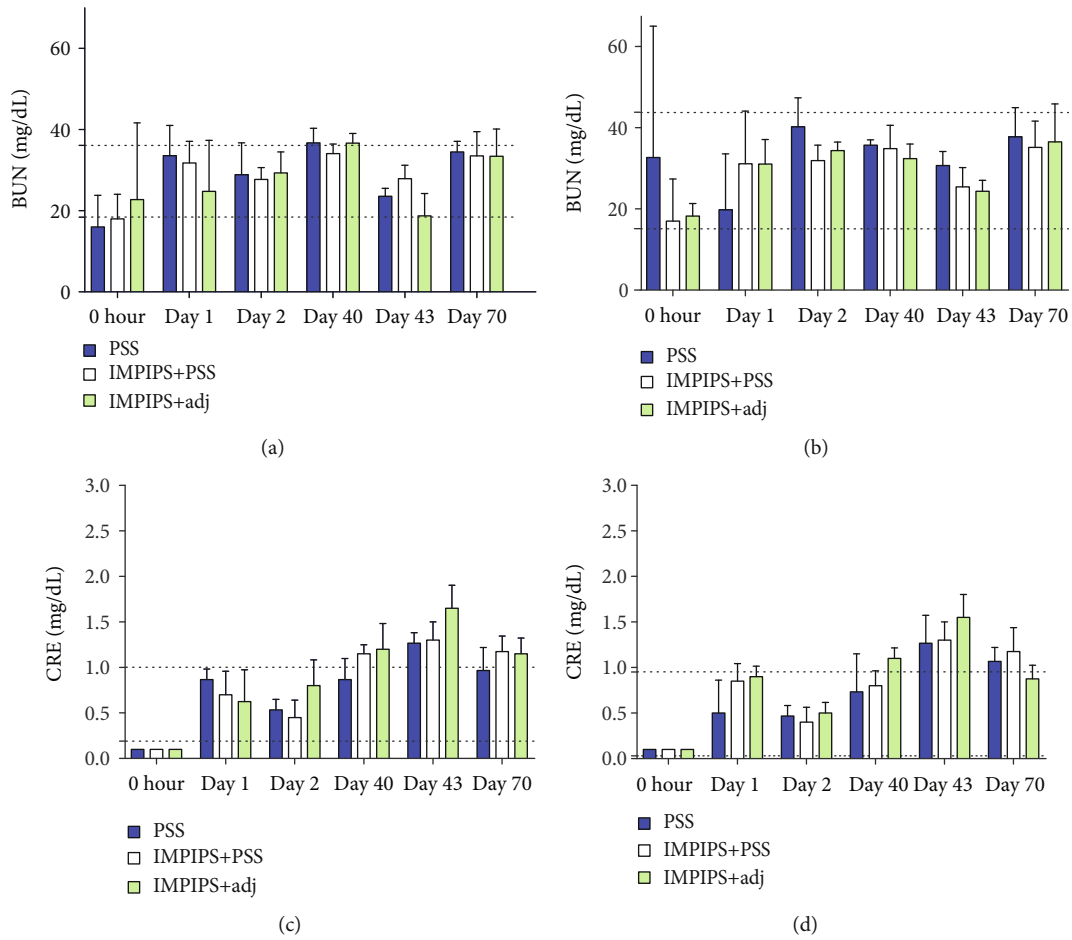 60
40
20
0
BUN (mg/dL)
0 hour Day 1 Day 2 Day 40 Day 43 Day 70
PSS
IMPIPS+PSS
IMPIPS+adj
(a)
60
40
20
0
BUN (mg/dL)
0 hour Day 1 Day 2 Day 40 Day 43 Day 70
PSS
IMPIPS+PSS
IMPIPS+adj
(b)
3.0
2.5
2.0
1.5
1.0
0.5
0.0
CRE (mg/dL)
0 hour Day 1 Day 2 Day 40 Day 43 Day 70
PSS
IMPIPS+PSS
IMPIPS+adj
(c)
3.0
2.5
2.0
1.5
1.0
0.5
0.0
CRE (mg/dL)
0 hour Day 1 Day 2 Day 40 Day 43 Day 70
PSS
IMPIPS+PSS
IMPIPS+adj
(d)